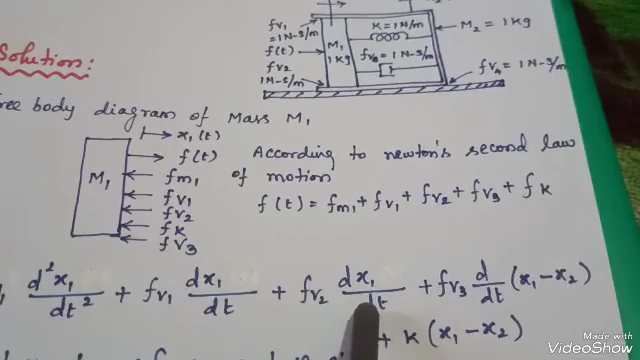 fv1 = 1N-s/m
K = 1N/m
M2 = 1kg
f(t)
M1 1kg
fv3 = 1N-s/m
fv2 1N-s/m
fv4 = 1N-s/m
Solution:
free body diagram of Mass M1
x1(t)
f(t)
M1
fm1
fv1
fv2
fk
fv3
According to newton's second law
of motion
f(t) = fm1 + fv1 + fv2 + fv3 + fk
d²x1/dt² + fv1 dx1/dt + fv2 dx1/dt + fv3 d/dt (x1-x2)
+ k(x1-x2)
Made with
VideoShow